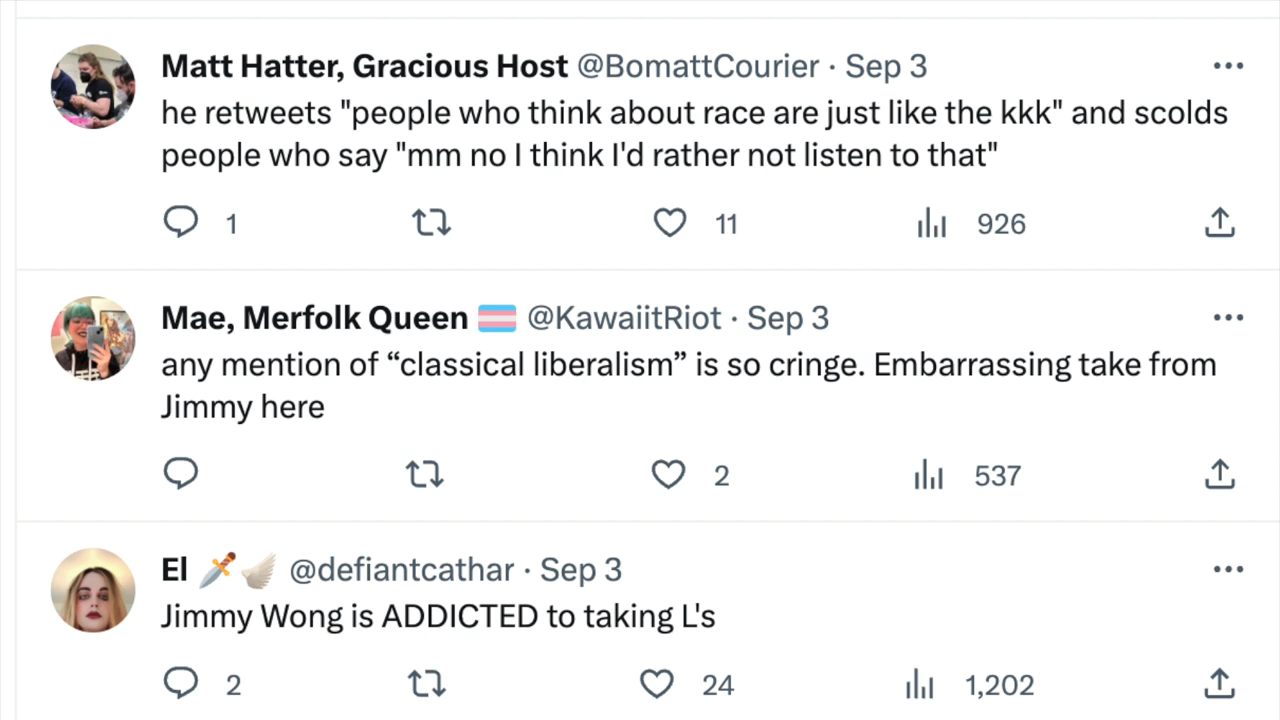 Matt Hatter, Gracious Host @BomattCourier · Sep 3
he retweets "people who think about race are just like the kkk" and scolds
people who say "mm no I think I'd rather not listen to that"
1 11 926
Mae, Merfolk Queen 🏳️‍⚧️ @KawaiitRiot · Sep 3
any mention of “classical liberalism” is so cringe. Embarrassing take from
Jimmy here
2 537
El 🗡️🪽 @defiantcathar · Sep 3
Jimmy Wong is ADDICTED to taking L's
2 24 1,202